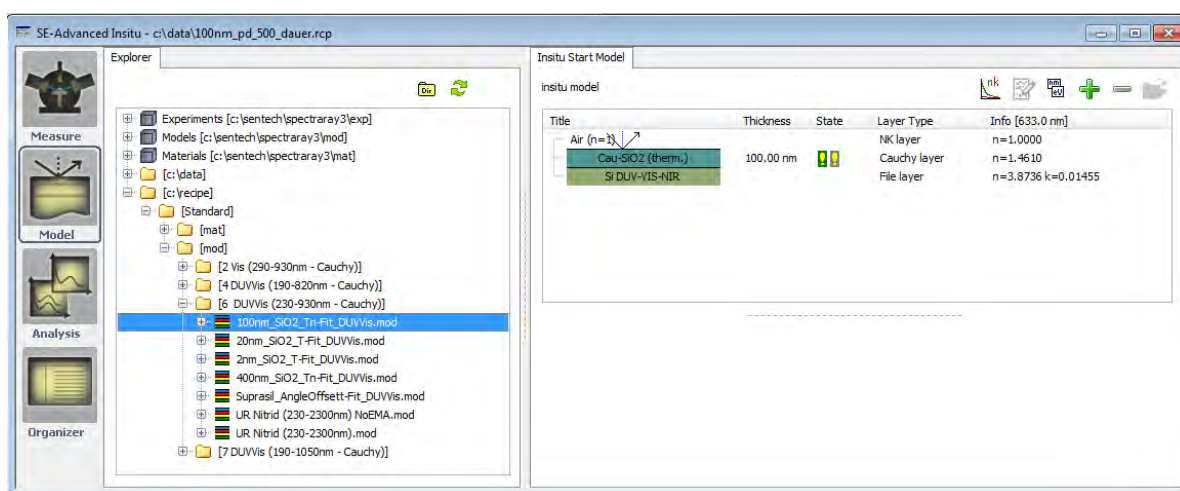 SE-Advanced Insitu - c:\data\100nm_pd_500_dauer.rcp
Measure
Model
Analysis
Organizer
Explorer
Dir
Experiments [c:\sentech\spectraray3\exp]
Models [c:\sentech\spectraray3\mod]
Materials [c:\sentech\spectraray3\mat]
[c:\data]
[c:\recipe]
[Standard]
[mat]
[mod]
[2 Vis (290-930nm - Cauchy)]
[4 DUVVis (190-820nm - Cauchy)]
[6 DUVVis (230-930nm - Cauchy)]
100nm_SiO2_Tn-Fit_DUVVis.mod
20nm_SiO2_T-Fit_DUVVis.mod
2nm_SiO2_T-Fit_DUVVis.mod
400nm_SiO2_Tn-Fit_DUVVis.mod
Suprasil_AngleOffsett-Fit_DUVVis.mod
UR Nitrid (230-2300nm) NoEMA.mod
UR Nitrid (230-2300nm).mod
[7 DUVVis (190-1050nm - Cauchy)]
Insitu Start Model
insitu model
nk
nm eV
Title Thickness State Layer Type Info [633.0 nm]
Air (n=1) NK layer n=1.0000
Cau-SiO2 (therm.) 100.00 nm Cauchy layer n=1.4610
Si DUV-VIS-NIR File layer n=3.8736 k=0.01455